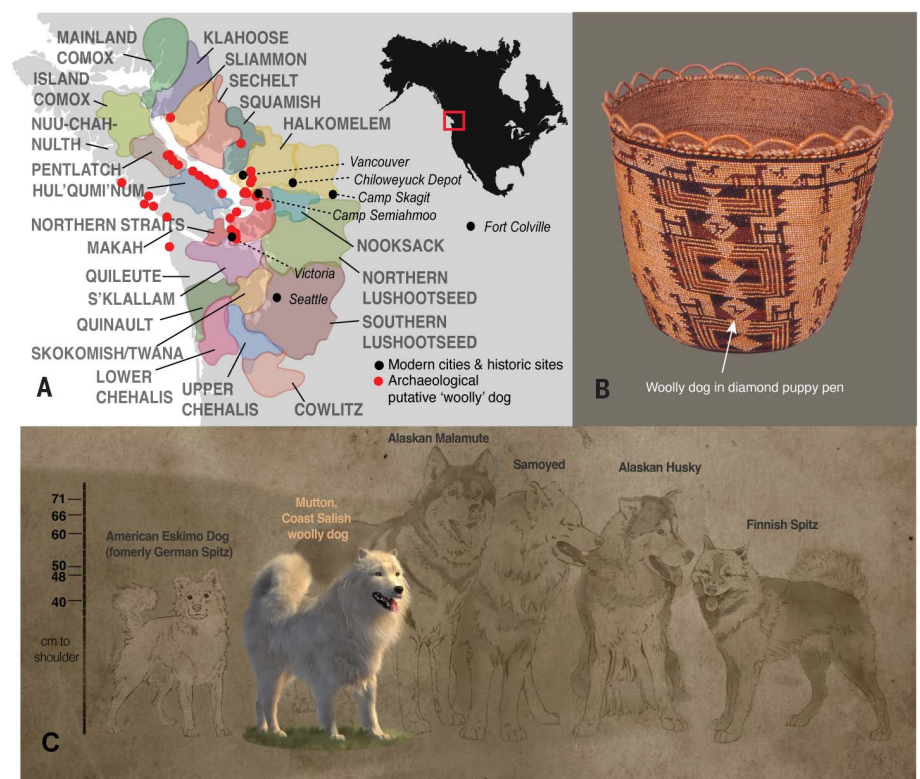 MAINLAND
COMOX
ISLAND
COMOX
NUU-CHAH-
NULTH
PENTLATCH
HUL'QUMI'NUM
NORTHERN STRAITS
MAKAH
QUILEUTE
S'KLALLAM
QUINAULT
SKOKOMISH/TWANA
LOWER
CHEHALIS
UPPER
CHEHALIS
COWLITZ
KLAHOOSE
SLIAMMON
SECHELT
SQUAMISH
HALKOMELEM
Vancouver
Chiloweyuck Depot
Camp Skagit
Camp Semiahmoo
Fort Colville
NOOKSACK
Victoria
NORTHERN
LUSHOOTSEED
Seattle
SOUTHERN
LUSHOOTSEED
Modern cities & historic sites
Archaeological
putative 'woolly' dog
A
Woolly dog in diamond puppy pen
B
Alaskan Malamute
Samoyed
Alaskan Husky
Mutton,
Coast Salish
woolly dog
American Eskimo Dog
(fomerly German Spitz)
Finnish Spitz
71
66
60
50
48
40
cm to
shoulder
C